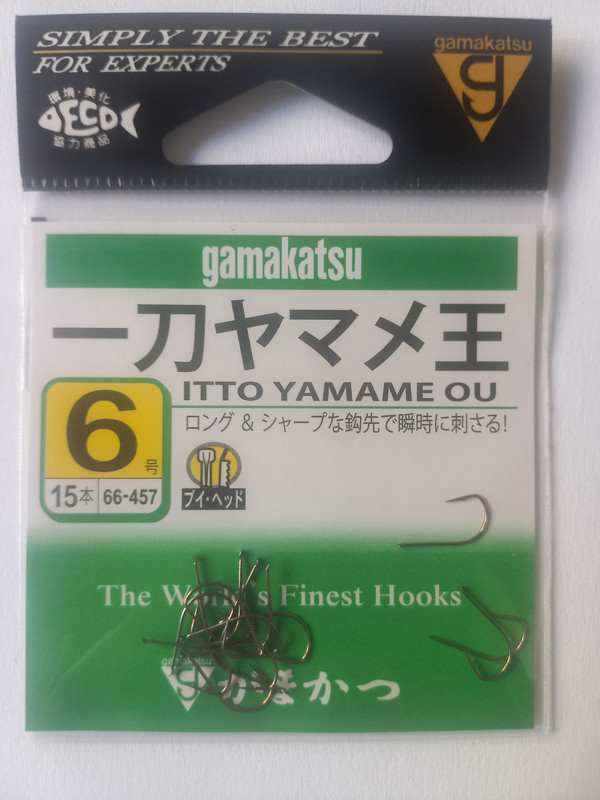 SIMPLY THE BEST
FOR EXPERTS
gamakatsu
環境・美化
ECO
協力商品
gamakatsu
一刀ヤマメ王
ITTO YAMAME OU
ロング & シャープな鈎先で瞬時に刺さる!
6号
15本 66-457
ブイ・ヘッド
The World's Finest Hooks
gamakatsu
がまかつ